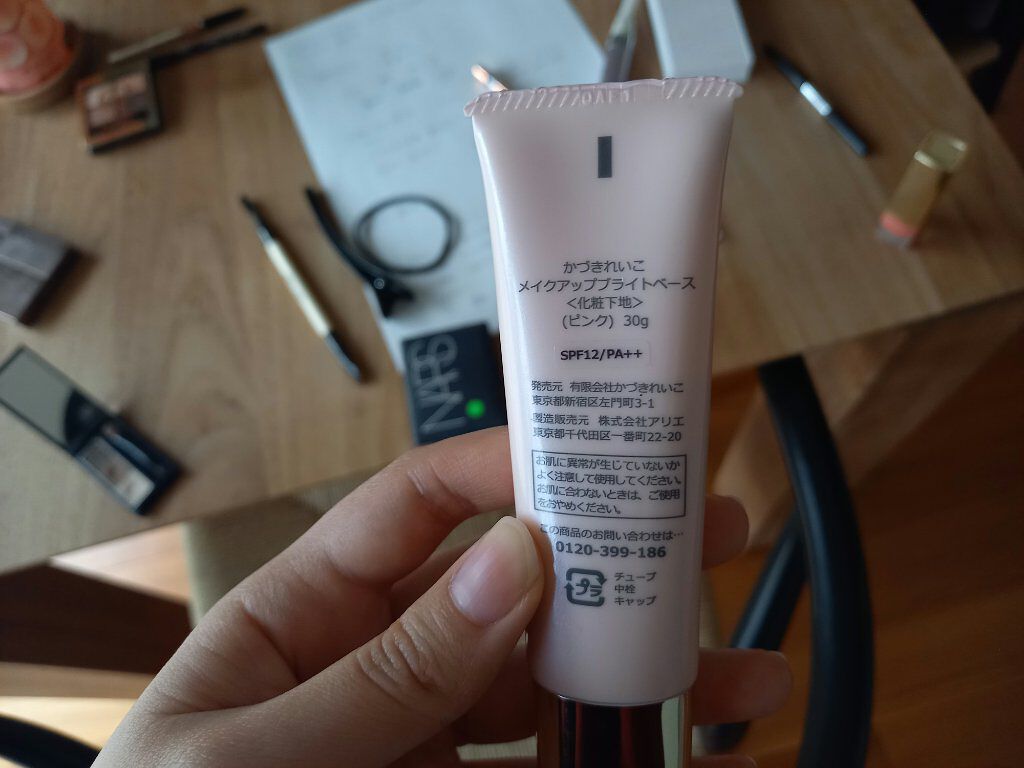 かづきれいこ
メイクアップブライトベース
<化粧下地>
(ピンク) 30g
SPF12/PA++
発売元 有限会社かづきれいこ
東京都新宿区左門町3-1
製造販売元 株式会社アリエ
東京都千代田区一番町22-20
お肌に異常が生じていないか
よく注意して使用してください。
お肌に合わないときは、ご使用
をおやめください。
この商品のお問い合わせは…
0120-399-186
プラ
チューブ
中栓
キャップ
NARS